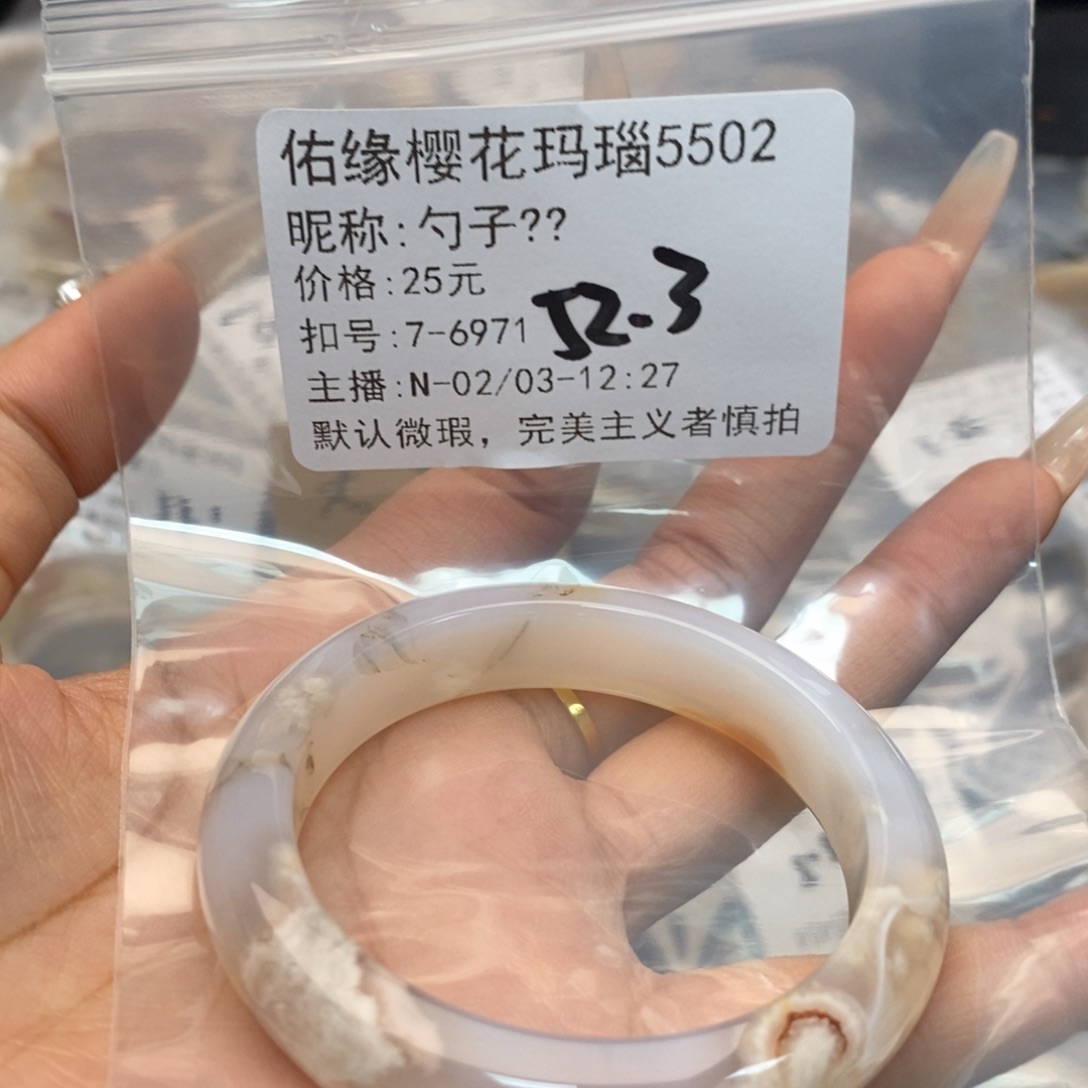 佑缘樱花玛瑙5502
昵称:勺子??
价格:25元
52.3
扣号:7-6971
主播:N-02/03-12:27
默认微瑕，完美主义者慎拍